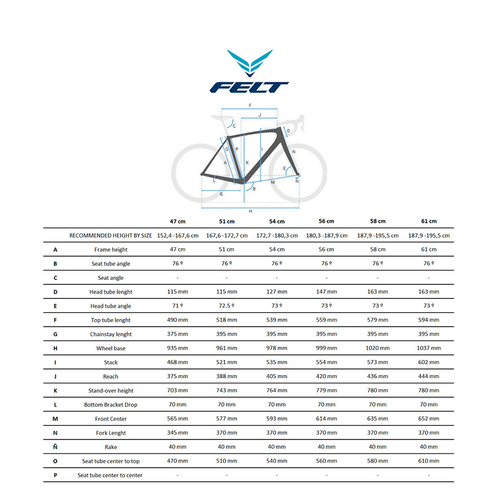 FELT
F
J
C
D
A
P
I
N
K
E
L
B
M
G
H
47 cm 51 cm 54 cm 56 cm 58 cm 61 cm
RECOMMENDED HEIGHT BY SIZE 152,4 -167,6 cm 167,6 -172,7 cm 172,7 -180,3 cm 180,3 -187,9 cm 187,9 -195,5 cm 187,9 -195,5 cm
A Frame height 47 cm 51 cm 54 cm 56 cm 58 cm 61 cm
B Seat tube angle 76 º 76 º 76 º 76 º 76 º 76 º
C Seat angle - - - - - -
D Head tube lenght 115 mm 115 mm 127 mm 147 mm 163 mm 163 mm
E Head tube angle 71 º 72.5 º 73 º 73 º 73 º 73 º
F Top tube lenght 490 mm 518 mm 539 mm 559 mm 579 mm 594 mm
G Chainstay lenght 375 mm 395 mm 395 mm 395 mm 395 mm 395 mm
H Wheel base 935 mm 961 mm 978 mm 999 mm 1020 mm 1037 mm
I Stack 468 mm 521 mm 535 mm 554 mm 573 mm 602 mm
J Reach 375 mm 388 mm 405 mm 420 mm 436 mm 444 mm
K Stand-over height 703 mm 743 mm 764 mm 779 mm 780 mm 780 mm
L Bottom Bracket Drop 70 mm 70 mm 70 mm 70 mm 70 mm 70 mm
M Front Center 565 mm 577 mm 593 mm 614 mm 635 mm 652 mm
N Fork Lenght 345 mm 370 mm 370 mm 370 mm 370 mm 370 mm
Ñ Rake 40 mm 40 mm 40 mm 40 mm 40 mm 40 mm
O Seat tube center to top 470 mm 510 mm 540 mm 560 mm 580 mm 610 mm
P Seat tube center to center - - - - - -